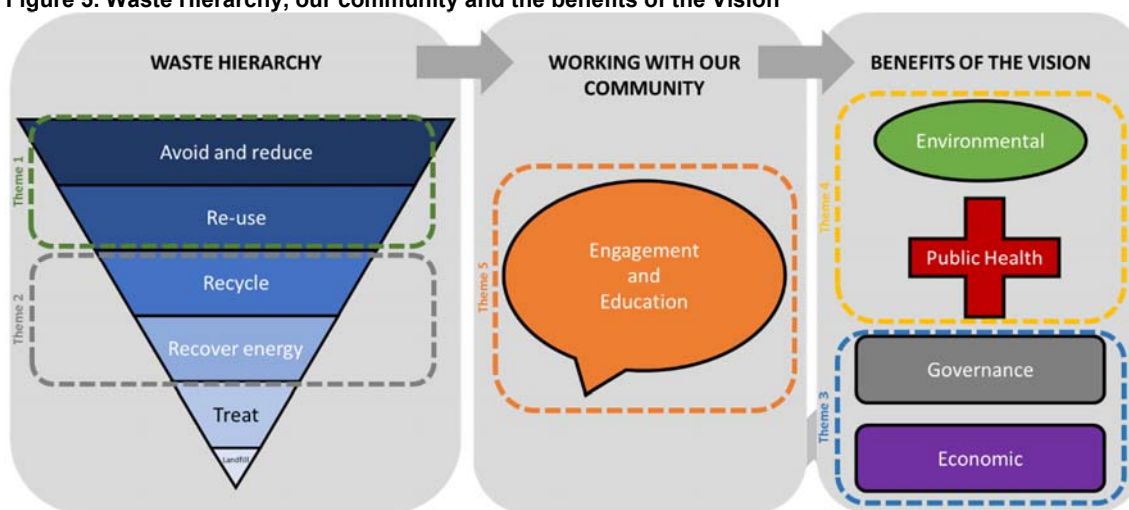 Figure 5. Waste Hierarchy, our community and the benefits of the Vision
WASTE HIERARCHY
Theme 1
Avoid and reduce
Re-use
Theme 2
Recycle
Recover energy
Treat
Landfill
WORKING WITH OUR
COMMUNITY
Theme 5
Engagement
and
Education
BENEFITS OF THE VISION
Theme 4
Environmental
Public Health
Theme 3
Governance
Economic